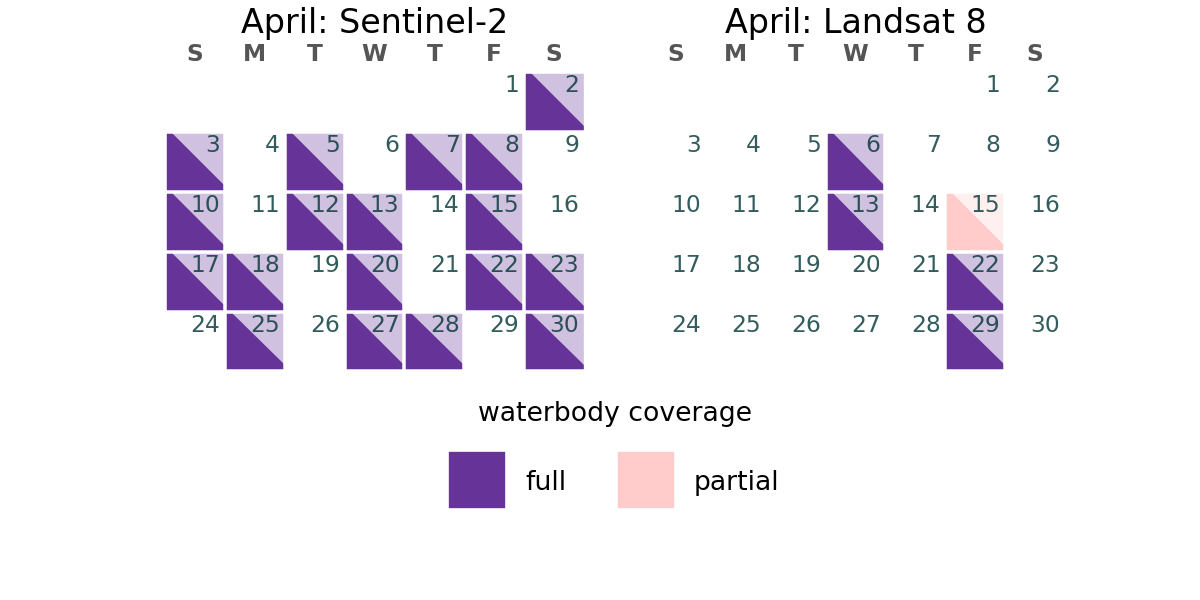 April: Sentinel-2
S M T W T F S
1 2
3 4 5 6 7 8 9
10 11 12 13 14 15 16
17 18 19 20 21 22 23
24 25 26 27 28 29 30
April: Landsat 8
S M T W T F S
1 2
3 4 5 6 7 8 9
10 11 12 13 14 15 16
17 18 19 20 21 22 23
24 25 26 27 28 29 30
waterbody coverage
full
partial